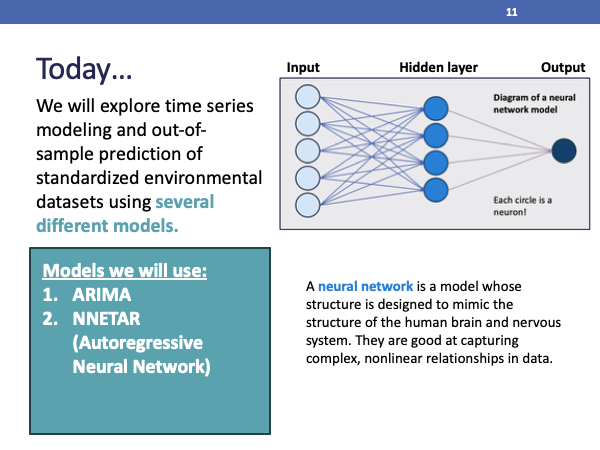 11
Today...
We will explore time series
modeling and out-of-
sample prediction of
standardized environmental
datasets using several
different models.
Models we will use:
1. ARIMA
2. NNETAR
(Autoregressive
Neural Network)
Input Hidden layer Output
Diagram of a neural
network model
Each circle is a
neuron!
A neural network is a model whose
structure is designed to mimic the
structure of the human brain and nervous
system. They are good at capturing
complex, nonlinear relationships in data.